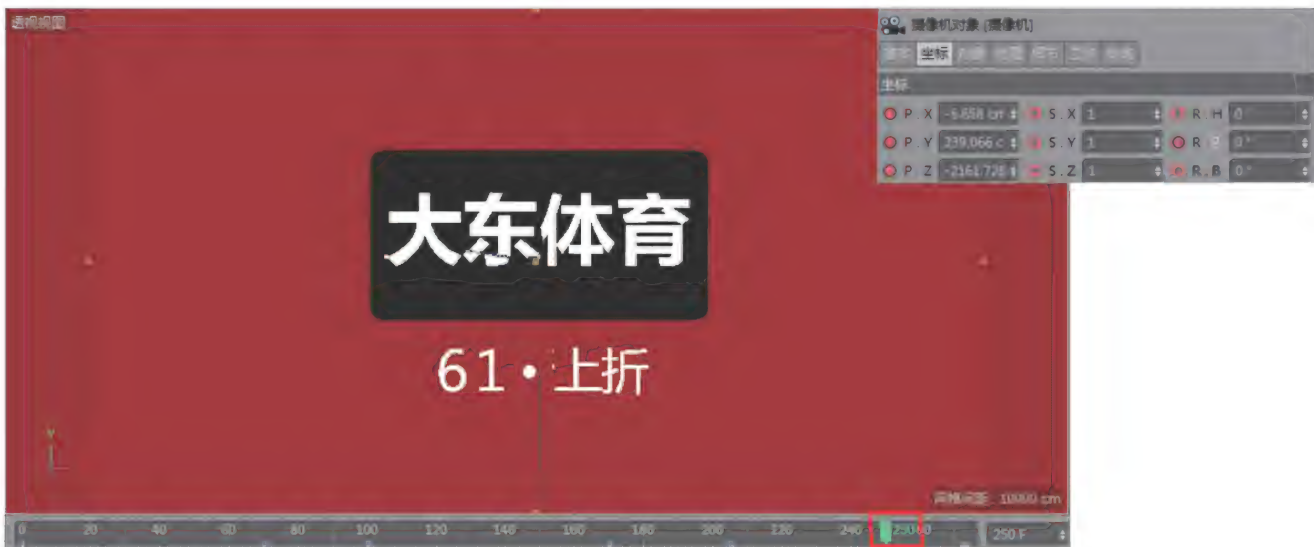 透视视图
摄像机对象 [摄像机]
坐标
坐标
P . X -6.658 cm S . X 1 R . H 0°
P . Y 239.066 c S . Y 1 R 0°
P . Z -2161.728 S . Z 1 R . B 0°
大东体育
61·上折
Y
网格间距 : 10000 cm
0 20 40 60 80 100 120 140 160 180 200 220 240 250 60 250 F